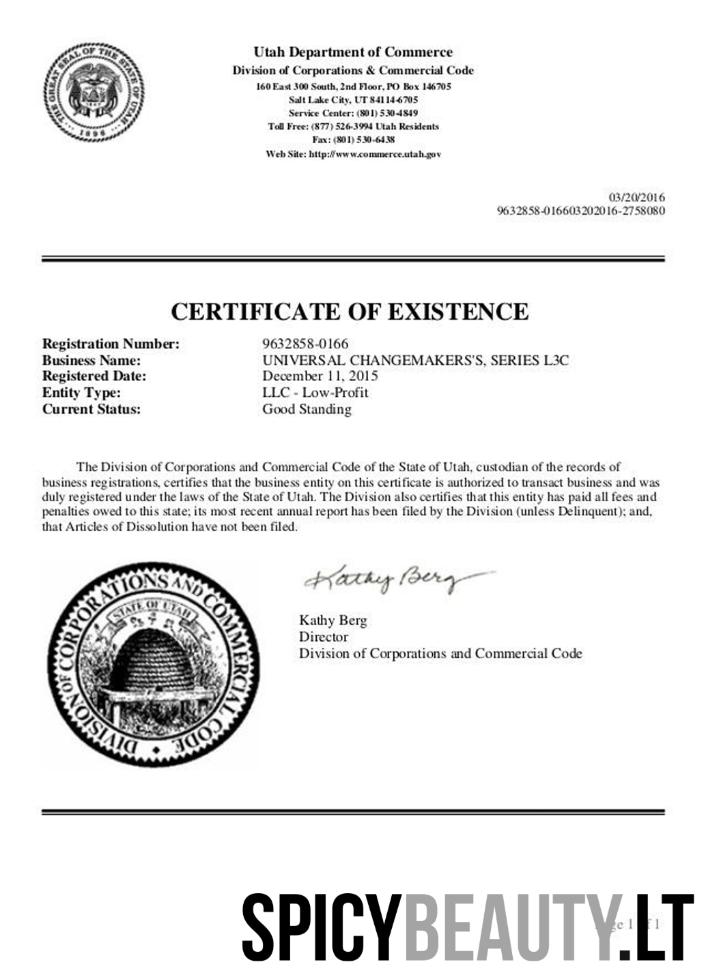 THE GREAT SEAL OF THE STATE OF UTAH
1896
Utah Department of Commerce
Division of Corporations & Commercial Code
160 East 300 South, 2nd Floor, PO Box 146705
Salt Lake City, UT 84114-6705
Service Center: (801) 530-4849
Toll Free: (877) 526-3994 Utah Residents
Fax: (801) 530-6438
Web Site: http://www.commerce.utah.gov
03/20/2016
9632858-016603202016-2758080
CERTIFICATE OF EXISTENCE
Registration Number: 9632858-0166
Business Name: UNIVERSAL CHANGEMAKERS'S, SERIES L3C
Registered Date: December 11, 2015
Entity Type: LLC - Low-Profit
Current Status: Good Standing
The Division of Corporations and Commercial Code of the State of Utah, custodian of the records of
business registrations, certifies that the business entity on this certificate is authorized to transact business and was
duly registered under the laws of the State of Utah. The Division also certifies that this entity has paid all fees and
penalties owed to this state; its most recent annual report has been filed by the Division (unless Delinquent); and,
that Articles of Dissolution have not been filed.
DIVISION OF CORPORATIONS AND COMMERCIAL CODE
STATE OF UTAH
Kathy Berg
Kathy Berg
Director
Division of Corporations and Commercial Code
SPICYBEAUTY.LT